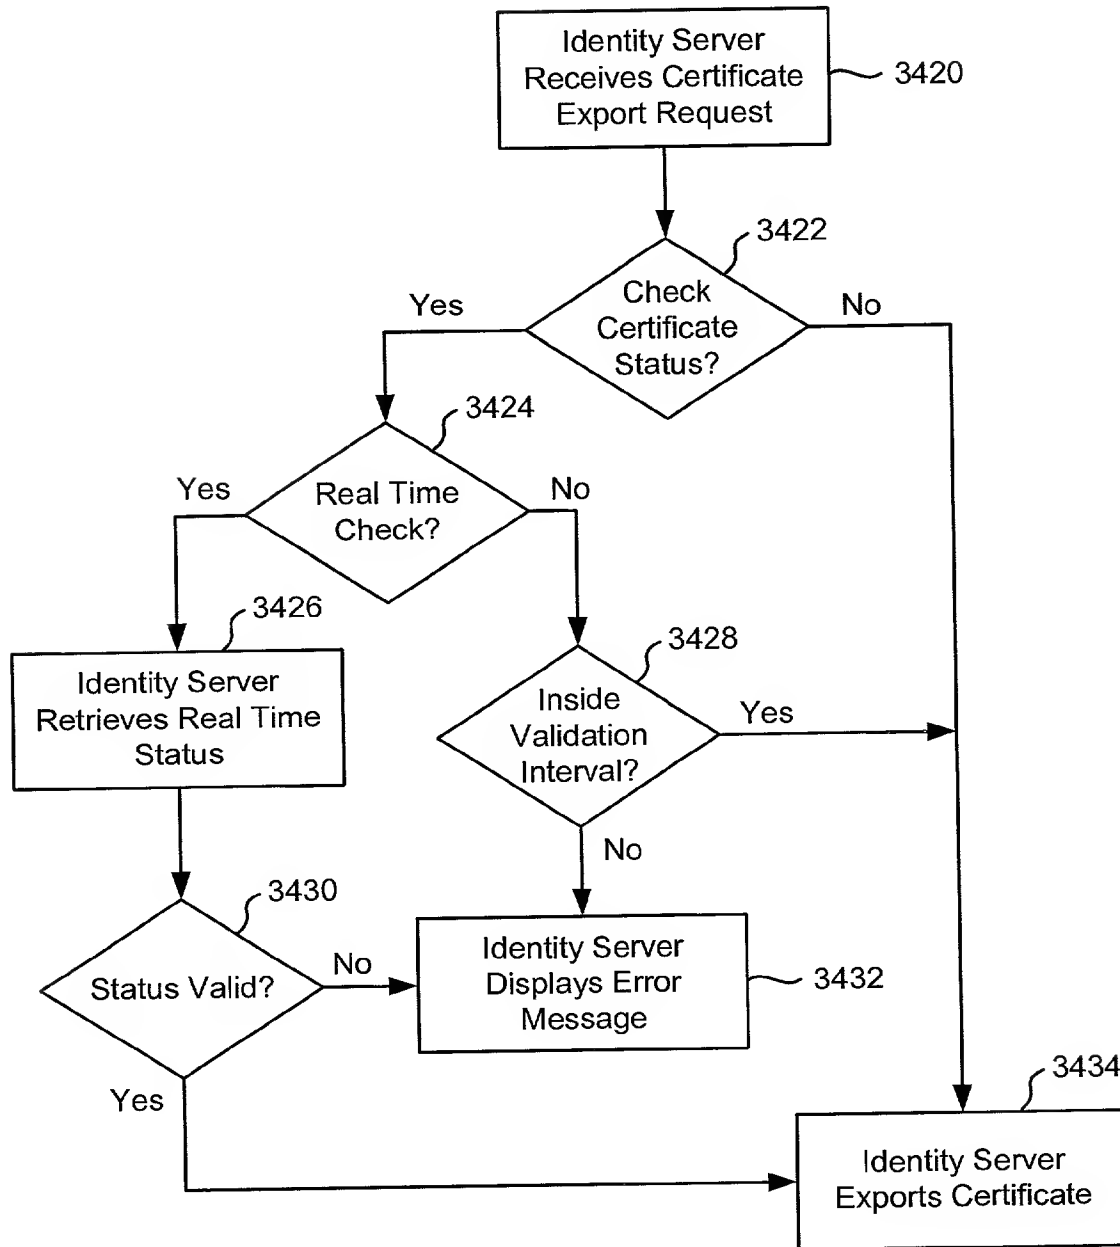 Identity Server
Receives Certificate
Export Request
3420
3422
Check
Certificate
Status?
Yes
No
3424
Real Time
Check?
Yes
No
3426
Identity Server
Retrieves Real Time
Status
3428
Inside
Validation
Interval?
Yes
No
3430
Status Valid?
No
Yes
Identity Server
Displays Error
Message
3432
3434
Identity Server
Exports Certificate